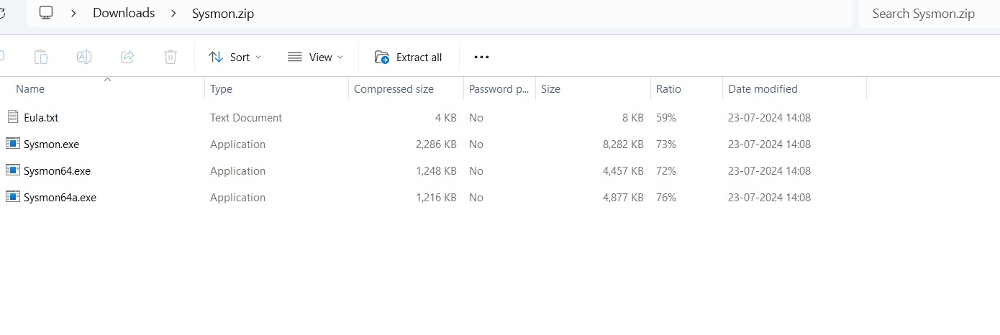 Downloads > Sysmon.zip Search Sysmon.zip
Sort View Extract all •••
Name Type Compressed size Password p... Size Ratio Date modified
Eula.txt Text Document 4 KB No 8 KB 59% 23-07-2024 14:08
Sysmon.exe Application 2,286 KB No 8,282 KB 73% 23-07-2024 14:08
Sysmon64.exe Application 1,248 KB No 4,457 KB 72% 23-07-2024 14:08
Sysmon64a.exe Application 1,216 KB No 4,877 KB 76% 23-07-2024 14:08